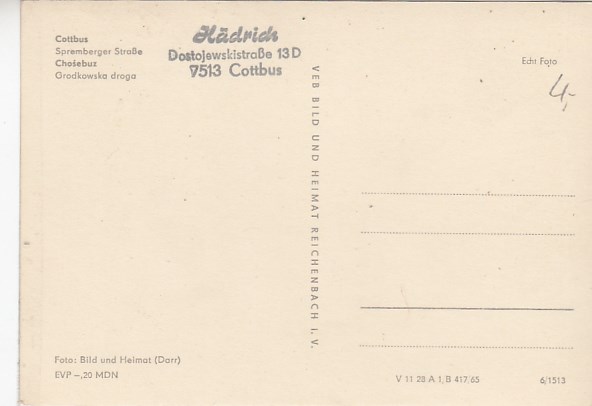 Cottbus
Spremberger Straße
Chośebuz
Grodkowska droga
Hädrich
Dostojewskistraße 13D
7513 Cottbus
Echt Foto
4,-
VEB BILD UND HEIMAT REICHENBACH I. V.
Foto: Bild und Heimat (Darr)
EVP –,20 MDN
V 11 28 A 1, B 417/65
6/1513